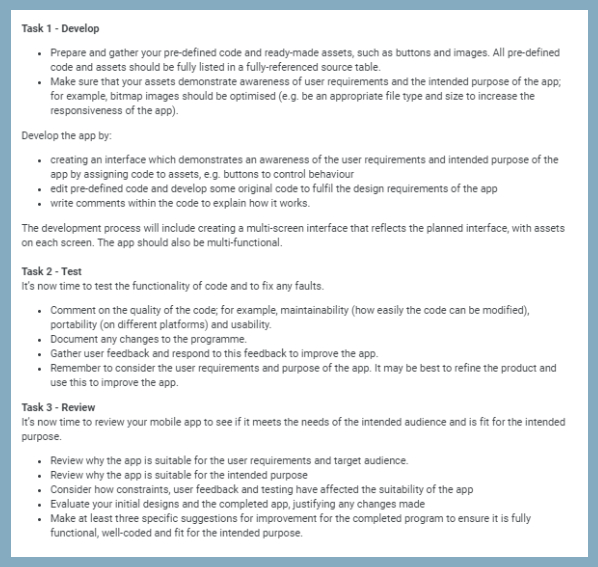 Task 1 - Develop
• Prepare and gather your pre-defined code and ready-made assets, such as buttons and images. All pre-defined
code and assets should be fully listed in a fully-referenced source table.
• Make sure that your assets demonstrate awareness of user requirements and the intended purpose of the app;
for example, bitmap images should be optimised (e.g. be an appropriate file type and size to increase the
responsiveness of the app).
Develop the app by:
• creating an interface which demonstrates an awareness of the user requirements and intended purpose of the
app by assigning code to assets, e.g. buttons to control behaviour
• edit pre-defined code and develop some original code to fulfil the design requirements of the app
• write comments within the code to explain how it works.
The development process will include creating a multi-screen interface that reflects the planned interface, with assets
on each screen. The app should also be multi-functional.
Task 2 - Test
It's now time to test the functionality of code and to fix any faults.
• Comment on the quality of the code; for example, maintainability (how easily the code can be modified),
portability (on different platforms) and usability.
• Document any changes to the programme.
• Gather user feedback and respond to this feedback to improve the app.
• Remember to consider the user requirements and purpose of the app. It may be best to refine the product and
use this to improve the app.
Task 3 - Review
It's now time to review your mobile app to see if it meets the needs of the intended audience and is fit for the intended
purpose.
• Review why the app is suitable for the user requirements and target audience.
• Review why the app is suitable for the intended purpose
• Consider how constraints, user feedback and testing have affected the suitability of the app
• Evaluate your initial designs and the completed app, justifying any changes made
• Make at least three specific suggestions for improvement for the completed program to ensure it is fully
functional, well-coded and fit for the intended purpose.